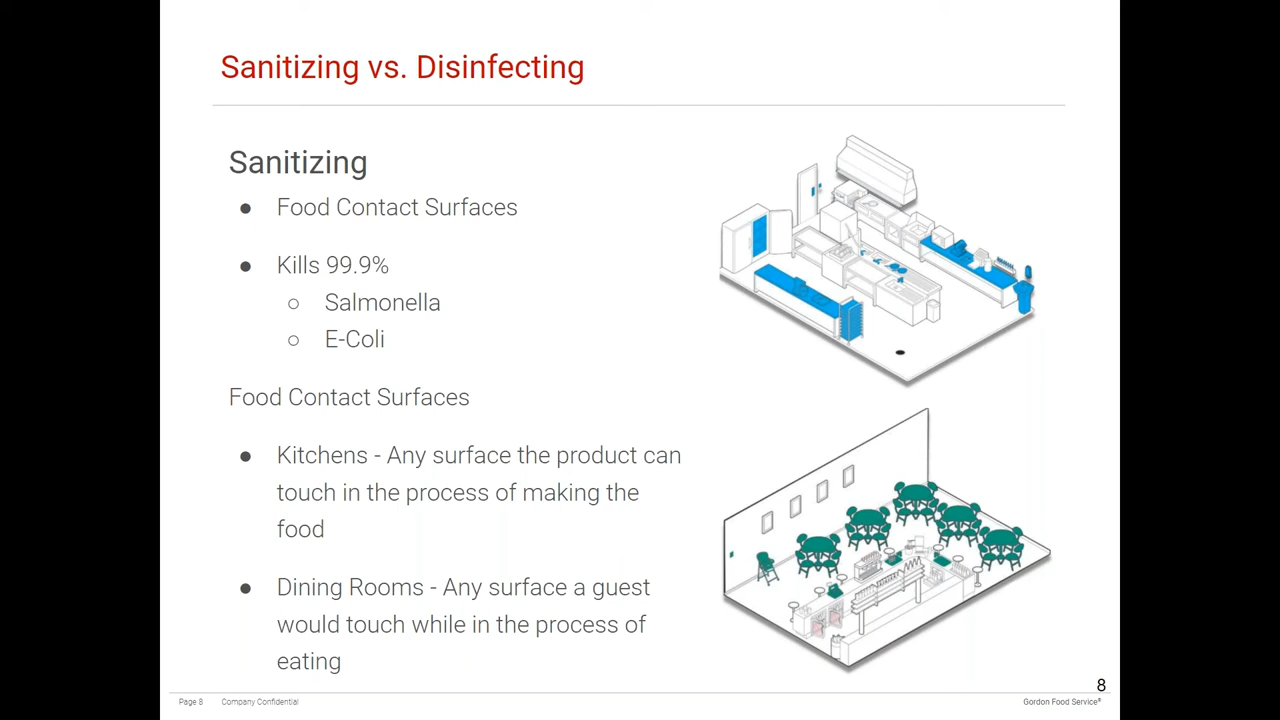 Sanitizing vs. Disinfecting
Sanitizing
● Food Contact Surfaces
● Kills 99.9%
○ Salmonella
○ E-Coli
Food Contact Surfaces
● Kitchens - Any surface the product can
touch in the process of making the
food
● Dining Rooms - Any surface a guest
would touch while in the process of
eating
8
Page 8 Company Confidential Gordon Food Service®